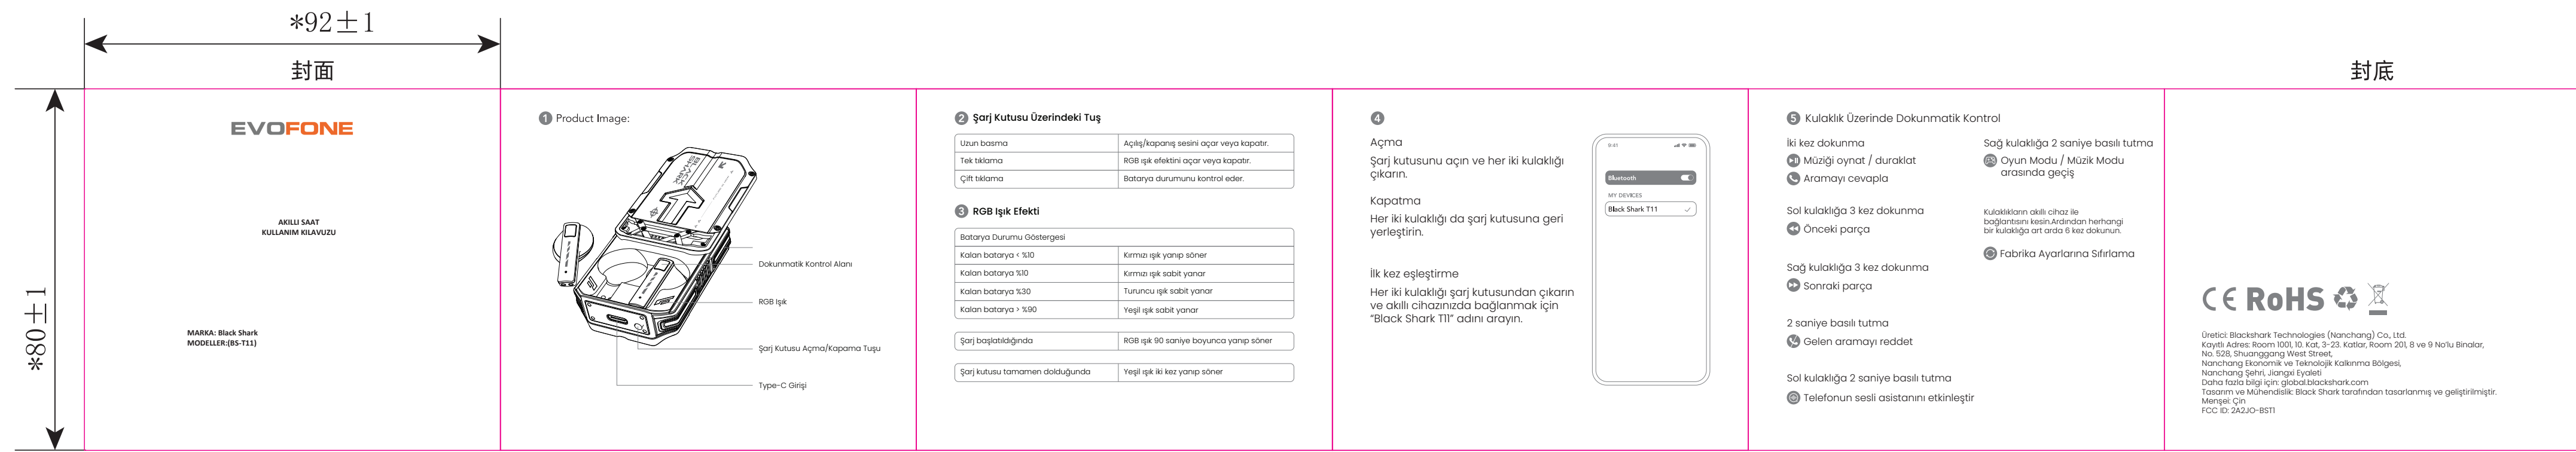 *92±1
封面
封底
*80±1
EVOFONE
AKILLI SAAT
KULLANIM KILAVUZU
MARKA: Black Shark
MODELLER:(BS-T11)
1 Product Image:
BLACK SHARK
Dokunmatik Kontrol Alanı
RGB Işık
Şarj Kutusu Açma/Kapama Tuşu
Type-C Girişi
2 Şarj Kutusu Üzerindeki Tuş
Uzun basma Açılış/kapanış sesini açar veya kapatır.
Tek tıklama RGB ışık efektini açar veya kapatır.
Çift tıklama Batarya durumunu kontrol eder.
3 RGB Işık Efekti
Batarya Durumu Göstergesi
Kalan batarya < %10 Kırmızı ışık yanıp söner
Kalan batarya %10 Kırmızı ışık sabit yanar
Kalan batarya %30 Turuncu ışık sabit yanar
Kalan batarya > %90 Yeşil ışık sabit yanar
Şarj başlatıldığında RGB ışık 90 saniye boyunca yanıp söner
Şarj kutusu tamamen dolduğunda Yeşil ışık iki kez yanıp söner
4
Açma
Şarj kutusunu açın ve her iki kulaklığı
çıkarın.
Kapatma
Her iki kulaklığı da şarj kutusuna geri
yerleştirin.
İlk kez eşleştirme
Her iki kulaklığı şarj kutusundan çıkarın
ve akıllı cihazınızda bağlanmak için
“Black Shark T11” adını arayın.
9:41
Bluetooth
MY DEVICES
Black Shark T11
5 Kulaklık Üzerinde Dokunmatik Kontrol
İki kez dokunma
Müziği oynat / duraklat
Aramayı cevapla
Sol kulaklığa 3 kez dokunma
Önceki parça
Sağ kulaklığa 3 kez dokunma
Sonraki parça
2 saniye basılı tutma
Gelen aramayı reddet
Sol kulaklığa 2 saniye basılı tutma
Telefonun sesli asistanını etkinleştir
Sağ kulaklığa 2 saniye basılı tutma
Oyun Modu / Müzik Modu
arasında geçiş
Kulaklıkların akıllı cihaz ile
bağlantısını kesin.Ardından herhangi
bir kulaklığa art arda 6 kez dokunun.
Fabrika Ayarlarına Sıfırlama
CE RoHS
Üretici: Blackshark Technologies (Nanchang) Co., Ltd.
Kayıtlı Adres: Room 1001, 10. Kat, 3-23. Katlar, Room 201, 8 ve 9 No'lu Binalar,
No. 528, Shuanggang West Street,
Nanchang Ekonomik ve Teknolojik Kalkınma Bölgesi,
Nanchang Şehri, Jiangxi Eyaleti
Daha fazla bilgi için: global.blackshark.com
Tasarım ve Mühendislik: Black Shark tarafından tasarlanmış ve geliştirilmiştir.
Menşei: Çin
FCC ID: 2A2JO-BST11